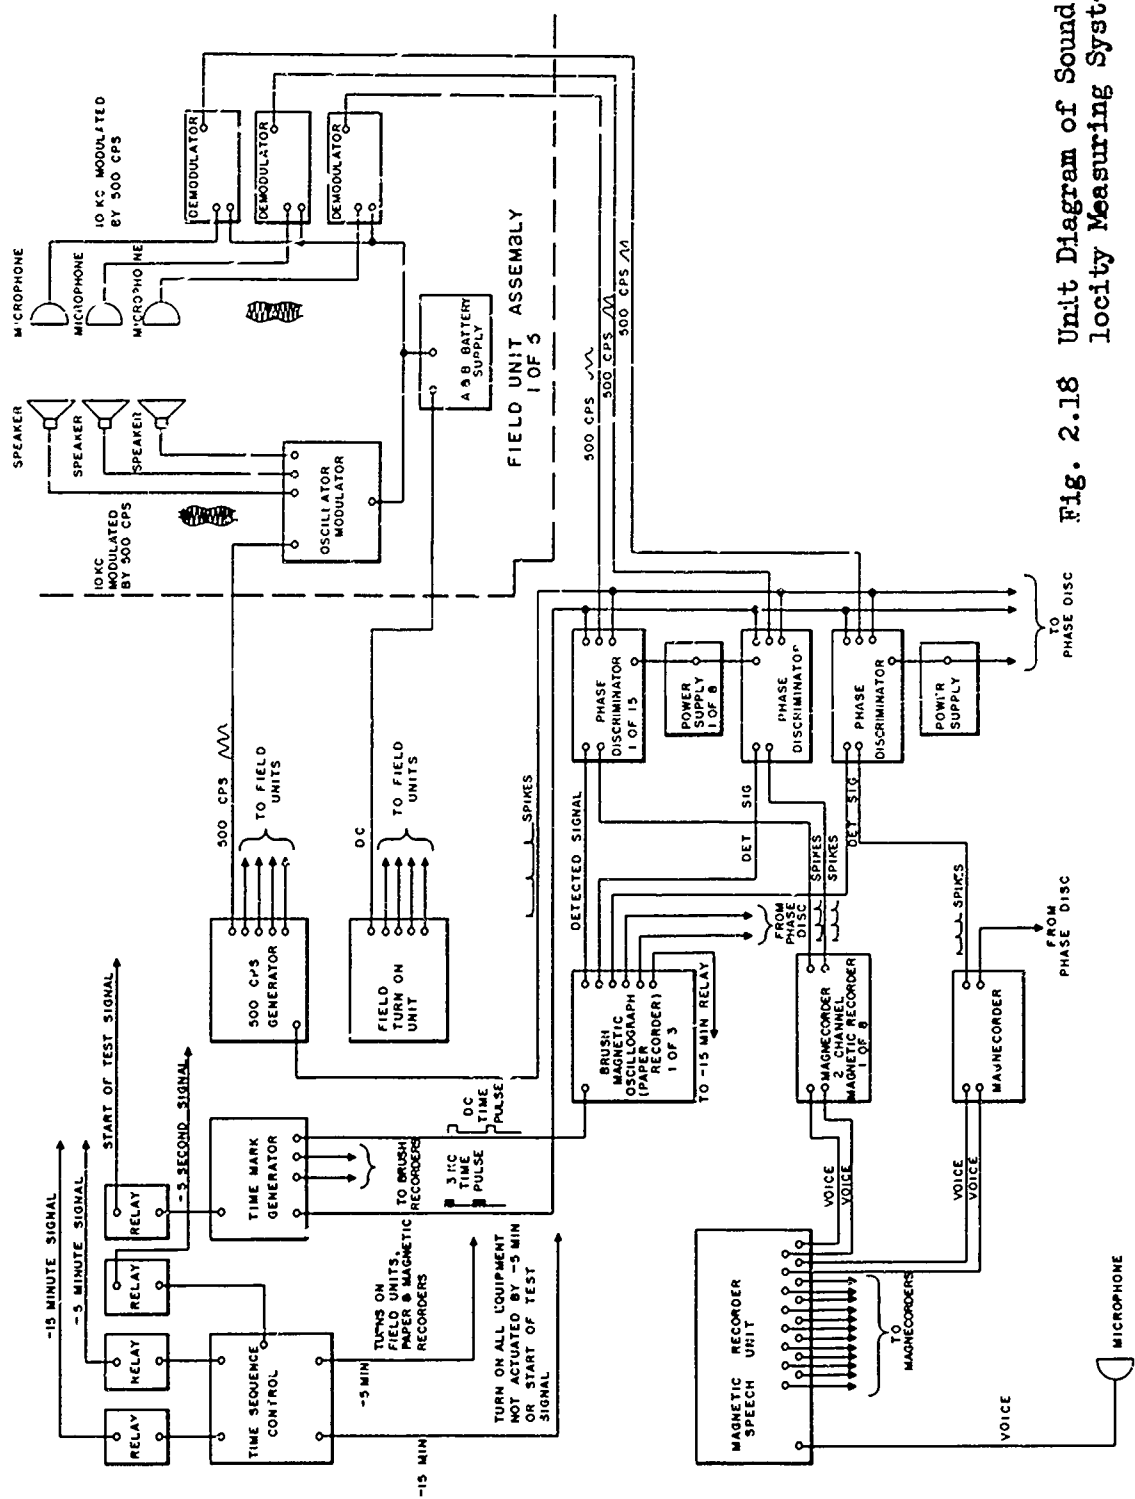 -15 MINUTE SIGNAL
-5 MINUTE SIGNAL
START OF TEST SIGNAL
-5 SECOND SIGNAL
RELAY
RELAY
RELAY
RELAY
TIME SEQUENCE
CONTROL
TIME MARK
GENERATOR
-15 MIN
-5 MIN
TURNS ON
FIELD UNITS,
PAPER & MAGNETIC
RECORDERS
TURN ON ALL EQUIPMENT
NOT ACTUATED BY -5 MIN
OR START OF TEST
SIGNAL
TO BRUSH
RECORDERS
3 KC
TIME
PULSE
DC
TIME
PULSE
500 CPS
GENERATOR
FIELD
TURN ON
UNIT
500 CPS
TO FIELD
UNITS
DC
TO FIELD
UNITS
SPIKES
10 KC
MODULATED
BY 500 CPS
SPEAKER
SPEAKER
SPEAKER
MICROPHONE
MICROPHONE
MICROPHONE
10 KC MODULATED
BY 500 CPS
OSCILLATOR
MODULATOR
DEMODULATOR
DEMODULATOR
DEMODULATOR
A & B BATTERY
SUPPLY
FIELD UNIT ASSEMBLY
1 OF 5
500 CPS
500 CPS
500 CPS
BRUSH
MAGNETIC
OSCILLOGRAPH
(PAPER
RECORDER)
1 OF 3
TO -15 MIN RELAY
DETECTED SIGNAL
FROM
PHASE
DISC
PHASE
DISCRIMINATOR
1 OF 15
POWER
SUPPLY
1 OF 8
PHASE
DISCRIMINATOR
PHASE
DISCRIMINATOR
POWER
SUPPLY
TO
PHASE DISC
DET SIG
SPIKES
SPIKES
DET SIG
SPIKES
MAGNECORDER
2 CHANNEL
MAGNETIC RECORDER
1 OF 8
MAGNECORDER
FROM
PHASE DISC
VOICE
VOICE
VOICE
VOICE
MAGNETIC RECORDER
SPEECH UNIT
TO
MAGNECORDERS
VOICE
MICROPHONE
Fig. 2.18 Unit Diagram of Sound
locity Measuring Syst